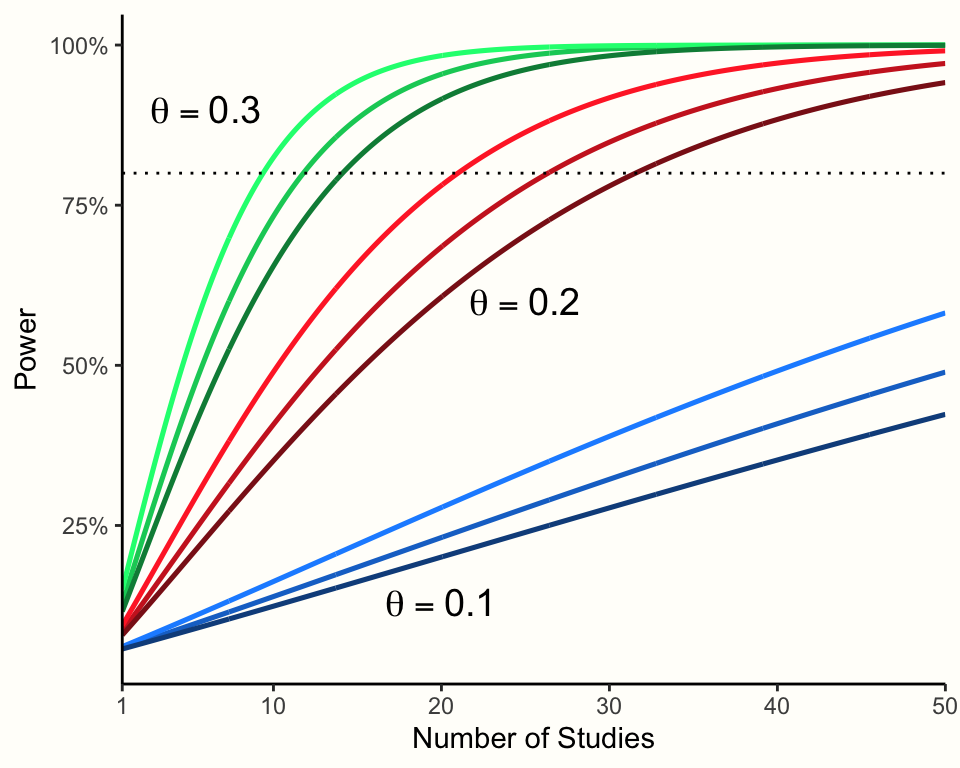 100%
θ = 0.3
75%
θ = 0.2
Power
50%
25%
θ = 0.1
1 10 20 30 40 50
Number of Studies